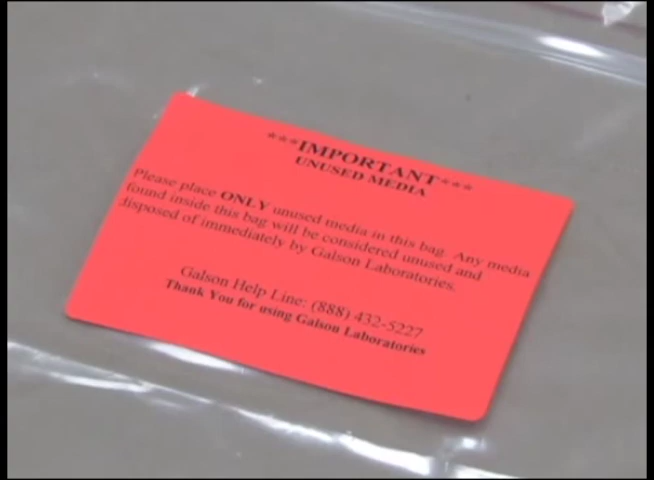 ***IMPORTANT***
UNUSED MEDIA
Please place ONLY unused media in this bag. Any media
found inside this bag will be considered unused and
disposed of immediately by Galson Laboratories.
Galson Help Line: (888) 432-5227
Thank You for using Galson Laboratories